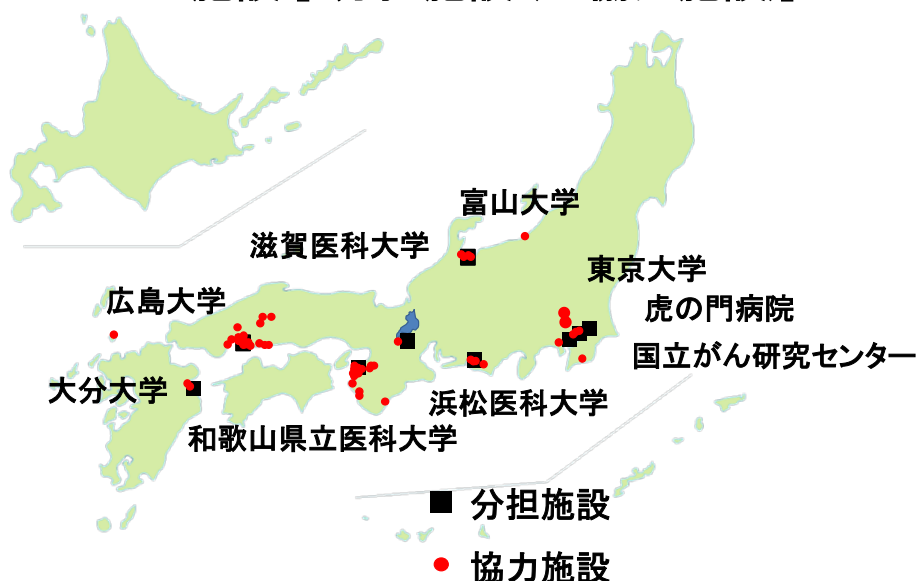 富山大学
滋賀医科大学
東京大学
広島大学
虎の門病院
国立がん研究センター
大分大学
浜松医科大学
和歌山県立医科大学
分担施設
協力施設